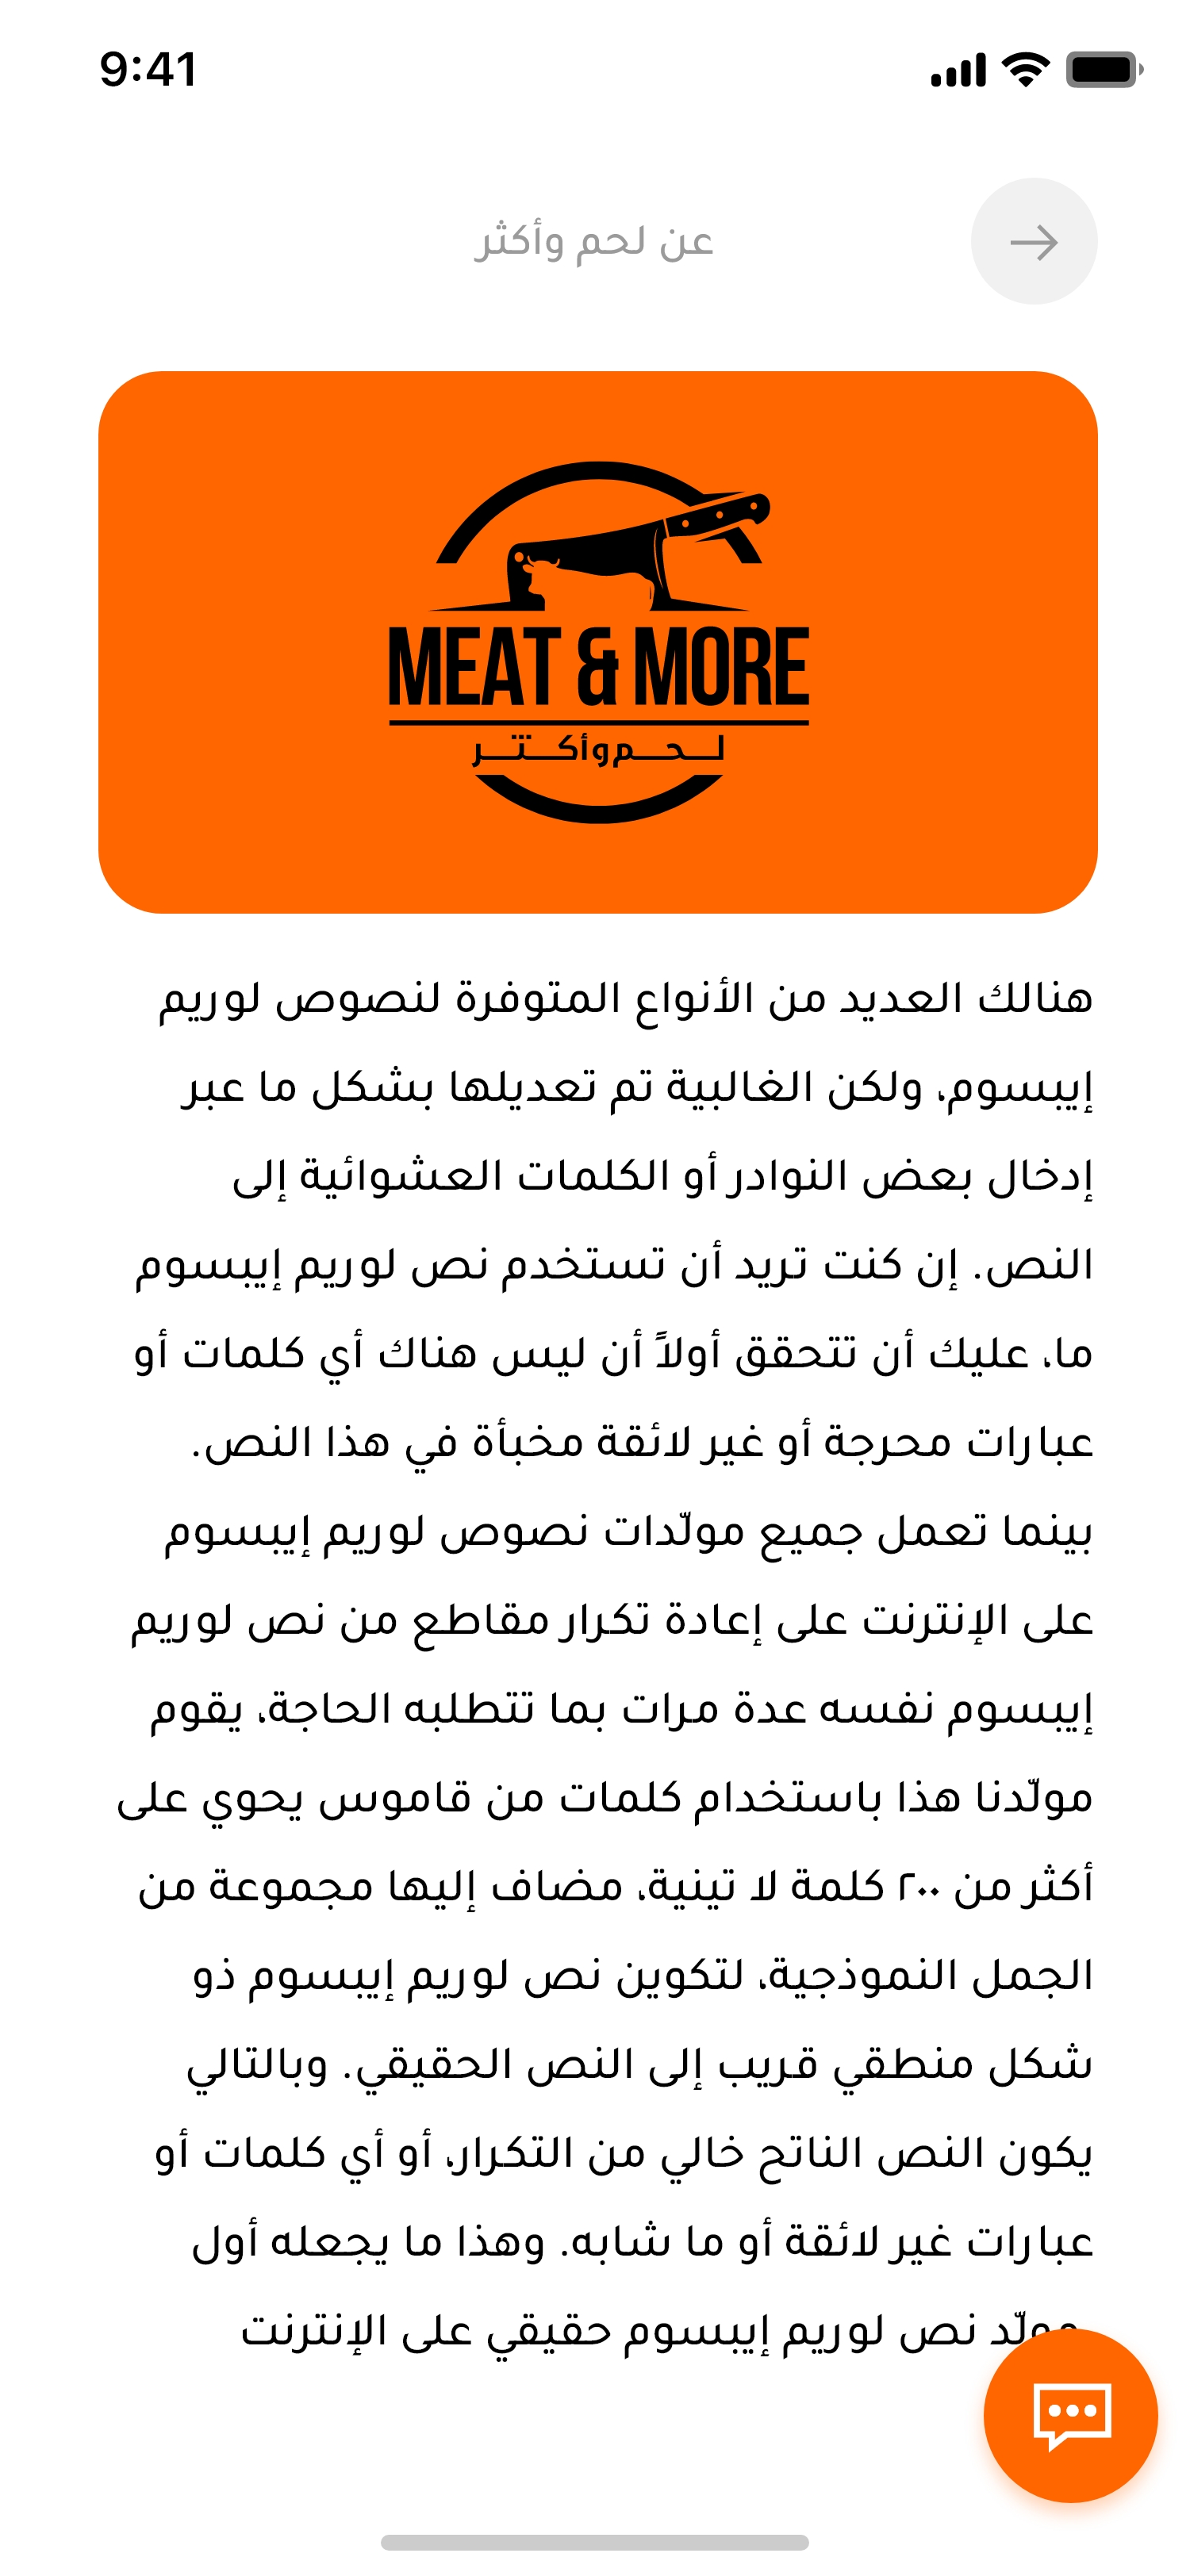 9:41
عن لحم وأكثر
MEAT & MORE
لـحـم وأكـثـر
هنالك العديد من الأنواع المتوفرة لنصوص لوريم
إيبسوم، ولكن الغالبية تم تعديلها بشكل ما عبر
إدخال بعض النوادر أو الكلمات العشوائية إلى
النص. إن كنت تريد أن تستخدم نص لوريم إيبسوم
ما، عليك أن تتحقق أولاً أن ليس هناك أي كلمات أو
عبارات محرجة أو غير لائقة مخبأة في هذا النص.
بينما تعمل جميع مولّدات نصوص لوريم إيبسوم
على الإنترنت على إعادة تكرار مقاطع من نص لوريم
إيبسوم نفسه عدة مرات بما تتطلبه الحاجة، يقوم
مولّدنا هذا باستخدام كلمات من قاموس يحوي على
أكثر من ٢٠٠ كلمة لا تينية، مضاف إليها مجموعة من
الجمل النموذجية، لتكوين نص لوريم إيبسوم ذو
شكل منطقي قريب إلى النص الحقيقي. وبالتالي
يكون النص الناتح خالي من التكرار، أو أي كلمات أو
عبارات غير لائقة أو ما شابه. وهذا ما يجعله أول
مولّد نص لوريم إيبسوم حقيقي على الإنترنت